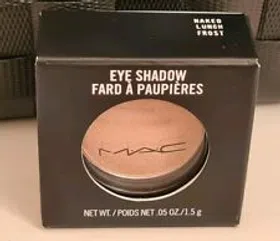 NAKED
LUNCH
FROST
EYE SHADOW
FARD À PAUPIÈRES
MAC
NET WT. / POIDS NET .05 OZ./1.5 g